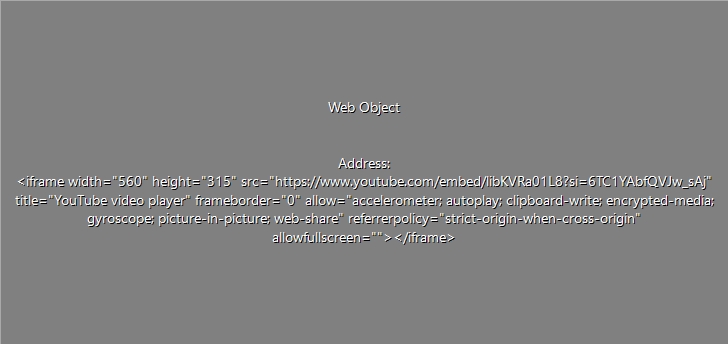 Web Object
Address:
<iframe width="560" height="315" src="https://www.youtube.com/embed/libKVRa01L8?si=6TC1YAbfQVJw_sAj"
title="YouTube video player" frameborder="0" allow="accelerometer; autoplay; clipboard-write; encrypted-media;
gyroscope; picture-in-picture; web-share" referrerpolicy="strict-origin-when-cross-origin"
allowfullscreen=""></iframe>